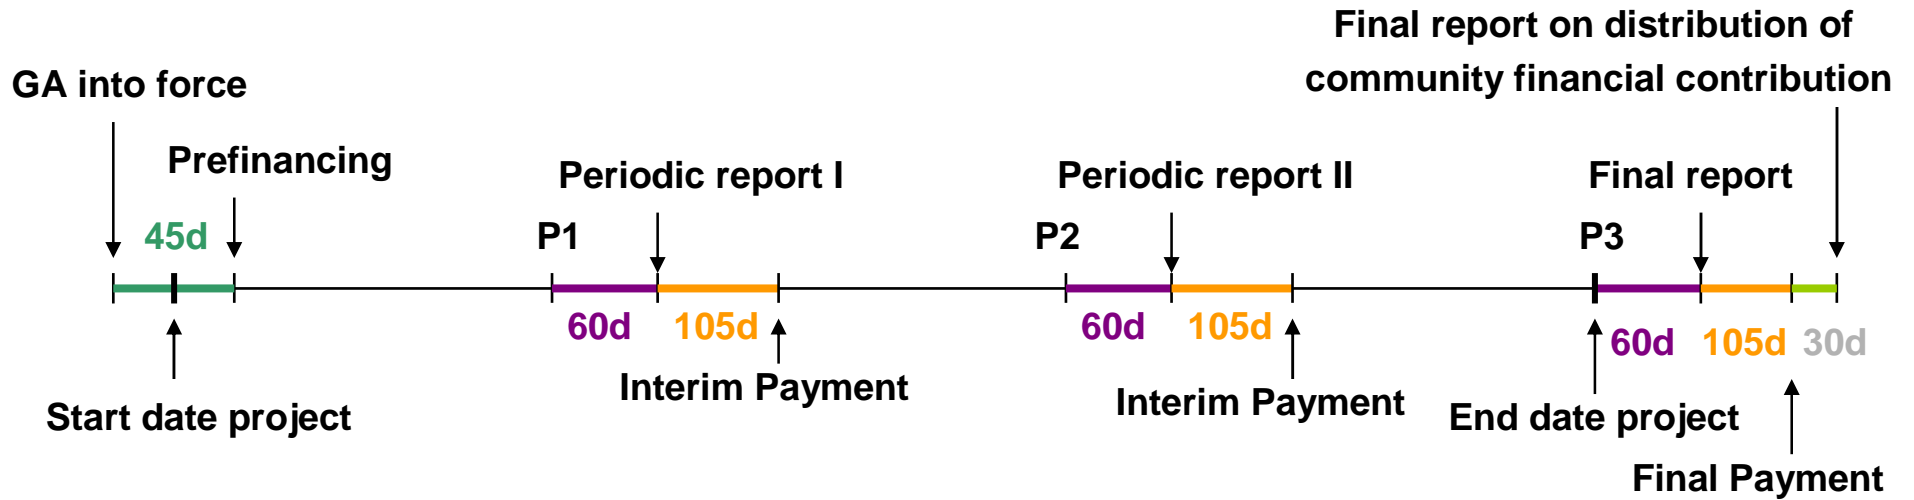 Final report on distribution of
community financial contribution
GA into force
Prefinancing
Periodic report I
Periodic report II
Final report
45d
P1
P2
P3
60d
105d
60d
105d
60d
105d
30d
Interim Payment
Interim Payment
Start date project
End date project
Final Payment